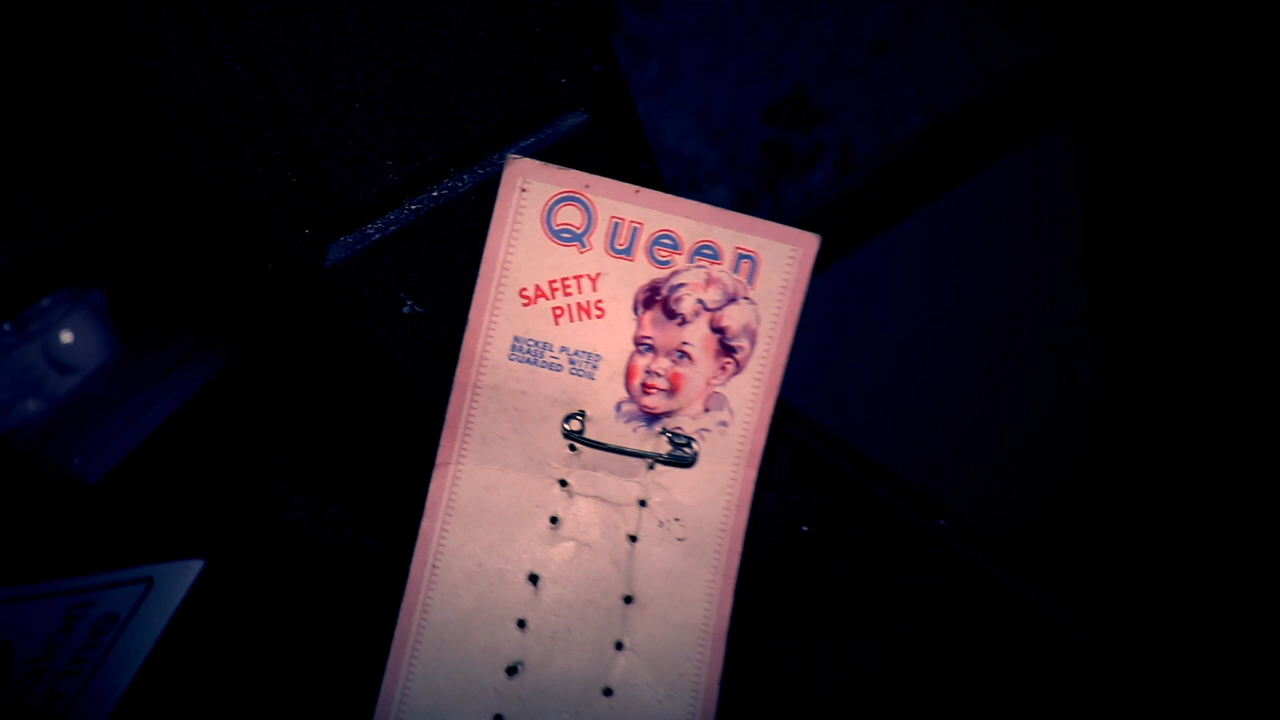 Queen
SAFETY
PINS
NICKEL PLATED
BRASS — WITH
GUARDED COIL